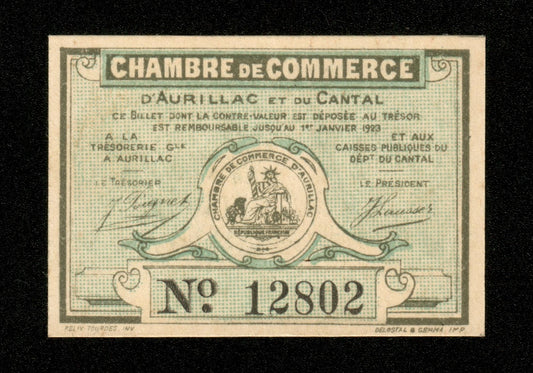 CHAMBRE DE COMMERCE
D'AURILLAC ET DU CANTAL
CE BILLET DONT LA CONTRE-VALEUR EST DÉPOSÉE AU TRÉSOR
EST REMBOURSABLE JUSQU'AU 1ER JANVIER 1923
A LA
TRÉSORERIE GLE
A AURILLAC
ET AUX
CAISSES PUBLIQUES DU
DÉPT DU CANTAL
LE TRÉSORIER
LE PRÉSIDENT
CHAMBRE DE COMMERCE D'AURILLAC
RÉPUBLIQUE FRANÇAISE
No. 12802
FELIX TOURDES, INV
DELOSTAL & GEMMA IMP.